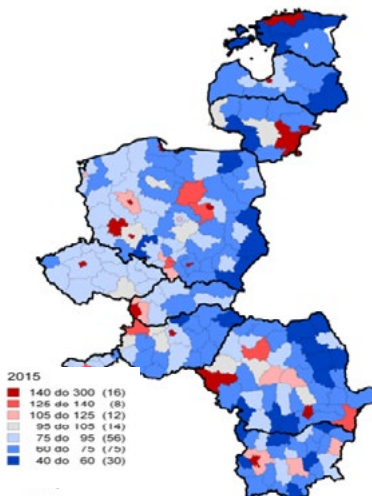 2015
140 do 300 (16)
125 do 140 (8)
105 do 125 (12)
95 do 105 (14)
75 do 95 (56)
60 do 75 (75)
40 do 60 (30)